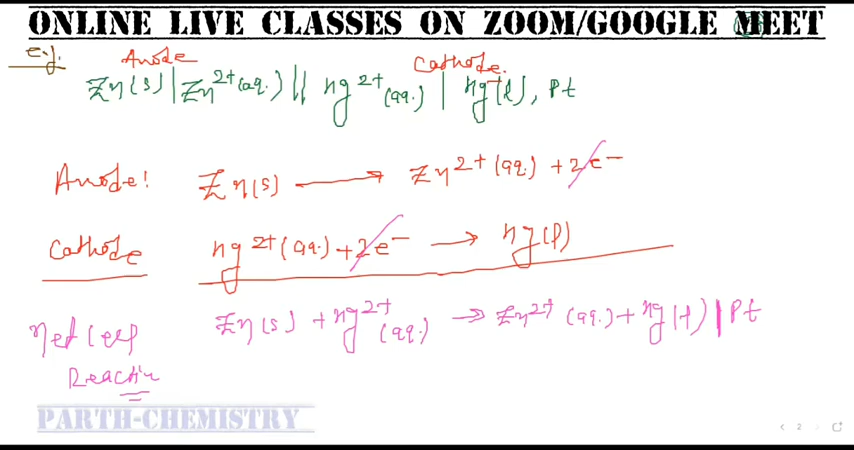 ONLINE LIVE CLASSES ON ZOOM/GOOGLE MEET
e.g.
Anode Cathode
Zn(s) | Zn²⁺(aq.) || Hg²⁺(aq.) | Hg(l), Pt
Anode: Zn(s) ⟶ Zn²⁺(aq.) + 2e⁻
Cathode Hg²⁺(aq.) + 2e⁻ ⟶ Hg(l)
Net Cell Zn(s) + Hg²⁺(aq.) ⟶ Zn²⁺(aq.) + Hg(l) | Pt
Reaction
PARTH-CHEMISTRY
2